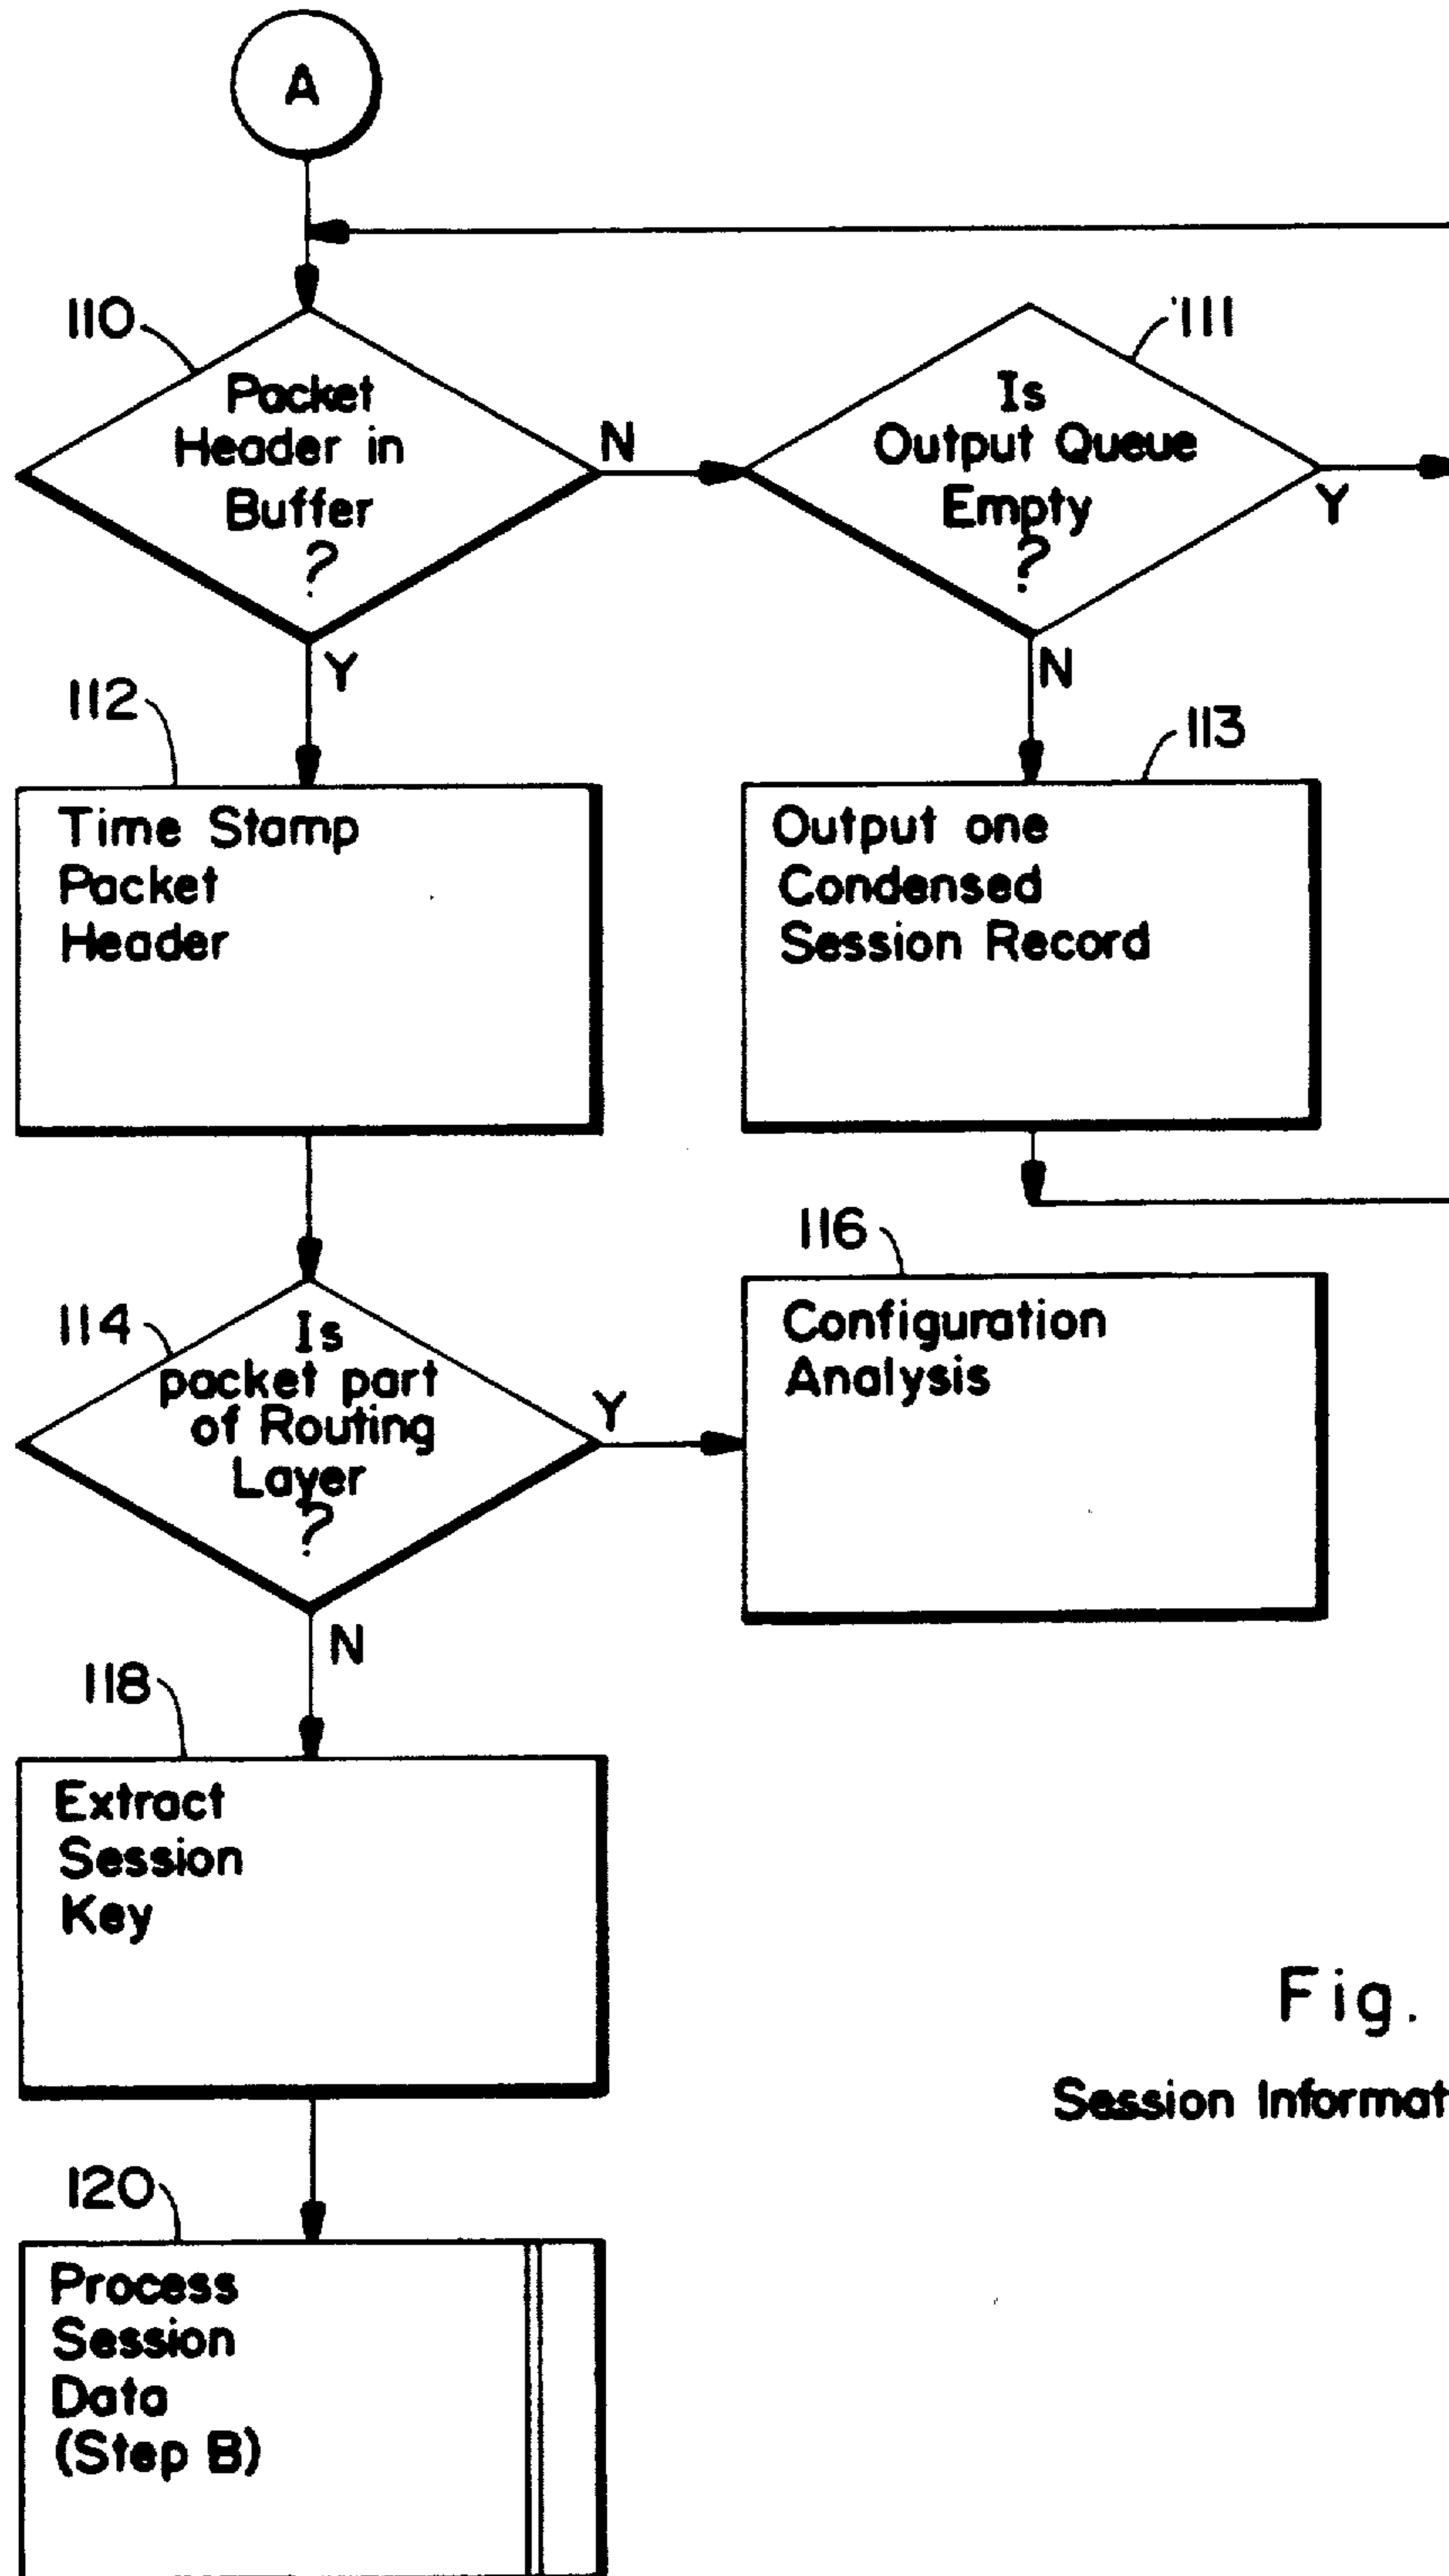 A
110
Packet
Header in
Buffer
?
N
111
Is
Output Queue
Empty
?
Y
Y
N
112
Time Stamp
Packet
Header
113
Output one
Condensed
Session Record
114
Is
packet part
of Routing
Layer
?
Y
116
Configuration
Analysis
N
118
Extract
Session
Key
Fig.
Session Informat
120
Process
Session
Data
(Step B)